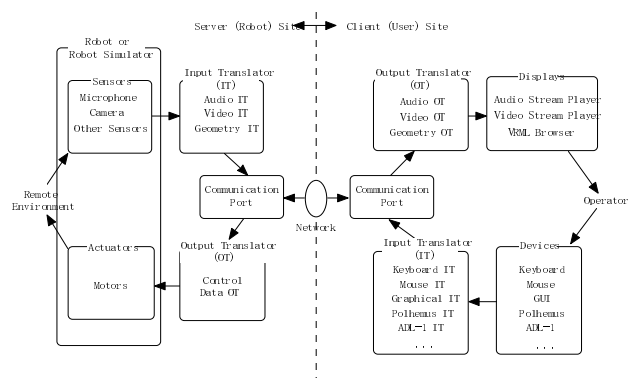 Server (Robot) Site
Client (User) Site
Robot or
Robot Simulator
Sensors
Microphone
Camera
Other Sensors
Input Translator
(IT)
Audio IT
Video IT
Geometry IT
Output Translator
(OT)
Audio OT
Video OT
Geometry OT
Displays
Audio Stream Player
Video Stream Player
VRML Browser
Remote
Environment
Communication
Port
Network
Communication
Port
Operator
Actuators
Motors
Output Translator
(OT)
Control
Data OT
Input Translator
(IT)
Keyboard IT
Mouse IT
Graphical IT
Polhemus IT
ADL-1 IT
...
Devices
Keyboard
Mouse
GUI
Polhemus
ADL-1
...